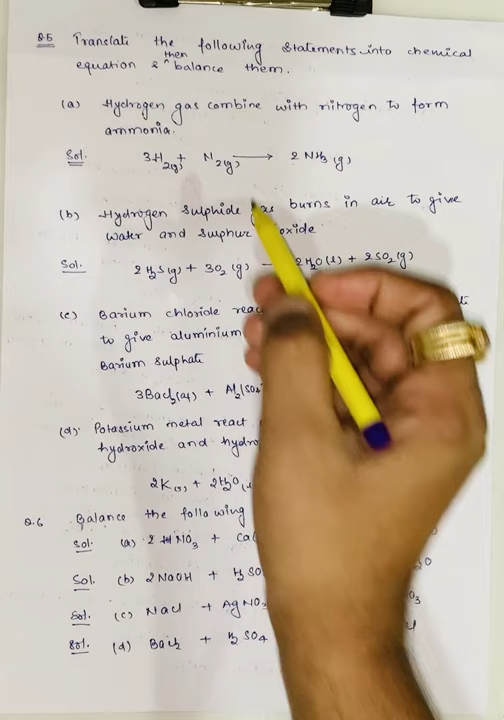 Q.5 Translate the following statements into chemical
equation & then balance them.
(a) Hydrogen gas combine with nitrogen to form
ammonia.
Sol. 3H2(g) + N2(g) → 2NH3(g)
(b) Hydrogen sulphide gas burns in air to give
water and sulphur oxide
Sol. 2H2S(g) + 3O2(g) 2H2O(l) + 2SO2(g)
(c) Barium chloride
to give aluminium
Barium sulphate
3BaCl2(aq) + Al2(SO4
(d) Potassium metal react
hydroxide and
2K(s) + 2H2O(l
Q.6 Balance the following
Sol. (a) 2HNO3 + Ca(
Sol. (b) 2NaOH + H2SO 2O
Sol. (c) NaCl + AgNO3 O3
Sol. (d) BaCl2 + H2SO4